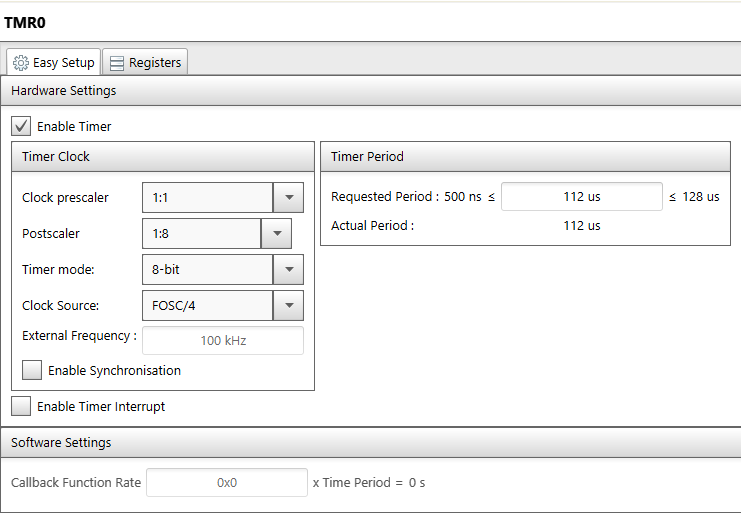 TMR0
Easy Setup Registers
Hardware Settings
Enable Timer
Timer Clock
Clock prescaler 1:1
Postscaler 1:8
Timer mode: 8-bit
Clock Source: FOSC/4
External Frequency : 100 kHz
Enable Synchronisation
Timer Period
Requested Period : 500 ns ≤ 112 us ≤ 128 us
Actual Period : 112 us
Enable Timer Interrupt
Software Settings
Callback Function Rate 0x0 x Time Period = 0 s